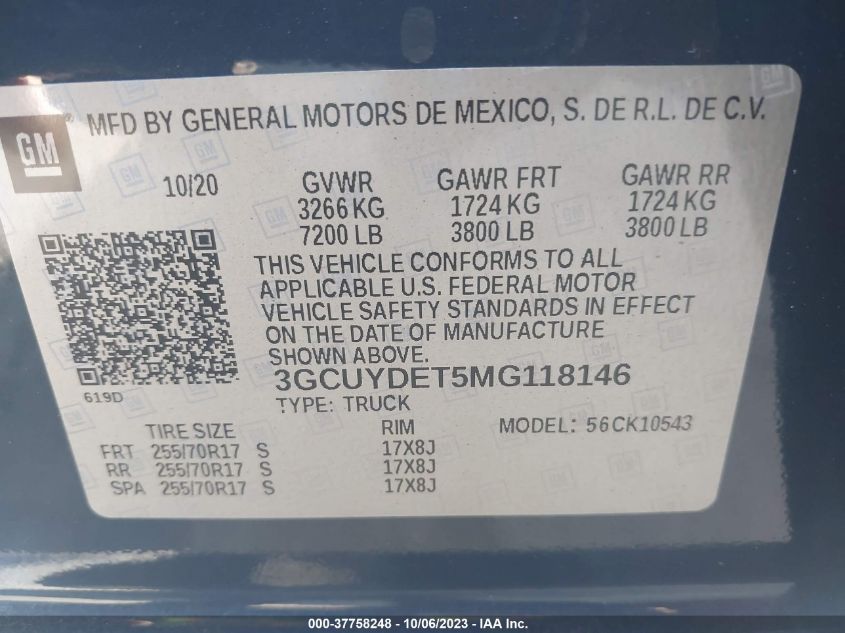 GM® MFD BY GENERAL MOTORS DE MEXICO, S. DE R.L. DE C.V.
10/20 GVWR GAWR FRT GAWR RR
3266 KG 1724 KG 1724 KG
7200 LB 3800 LB 3800 LB
THIS VEHICLE CONFORMS TO ALL
APPLICABLE U.S. FEDERAL MOTOR
VEHICLE SAFETY STANDARDS IN EFFECT
ON THE DATE OF MANUFACTURE
SHOWN ABOVE.
3GCUYDET5MG118146
619D
TYPE: TRUCK
TIRE SIZE RIM MODEL: 56CK10543
FRT 255/70R17 S 17X8J
RR 255/70R17 S 17X8J
SPA 255/70R17 S 17X8J
000-37758248 - 10/06/2023 - IAA Inc.